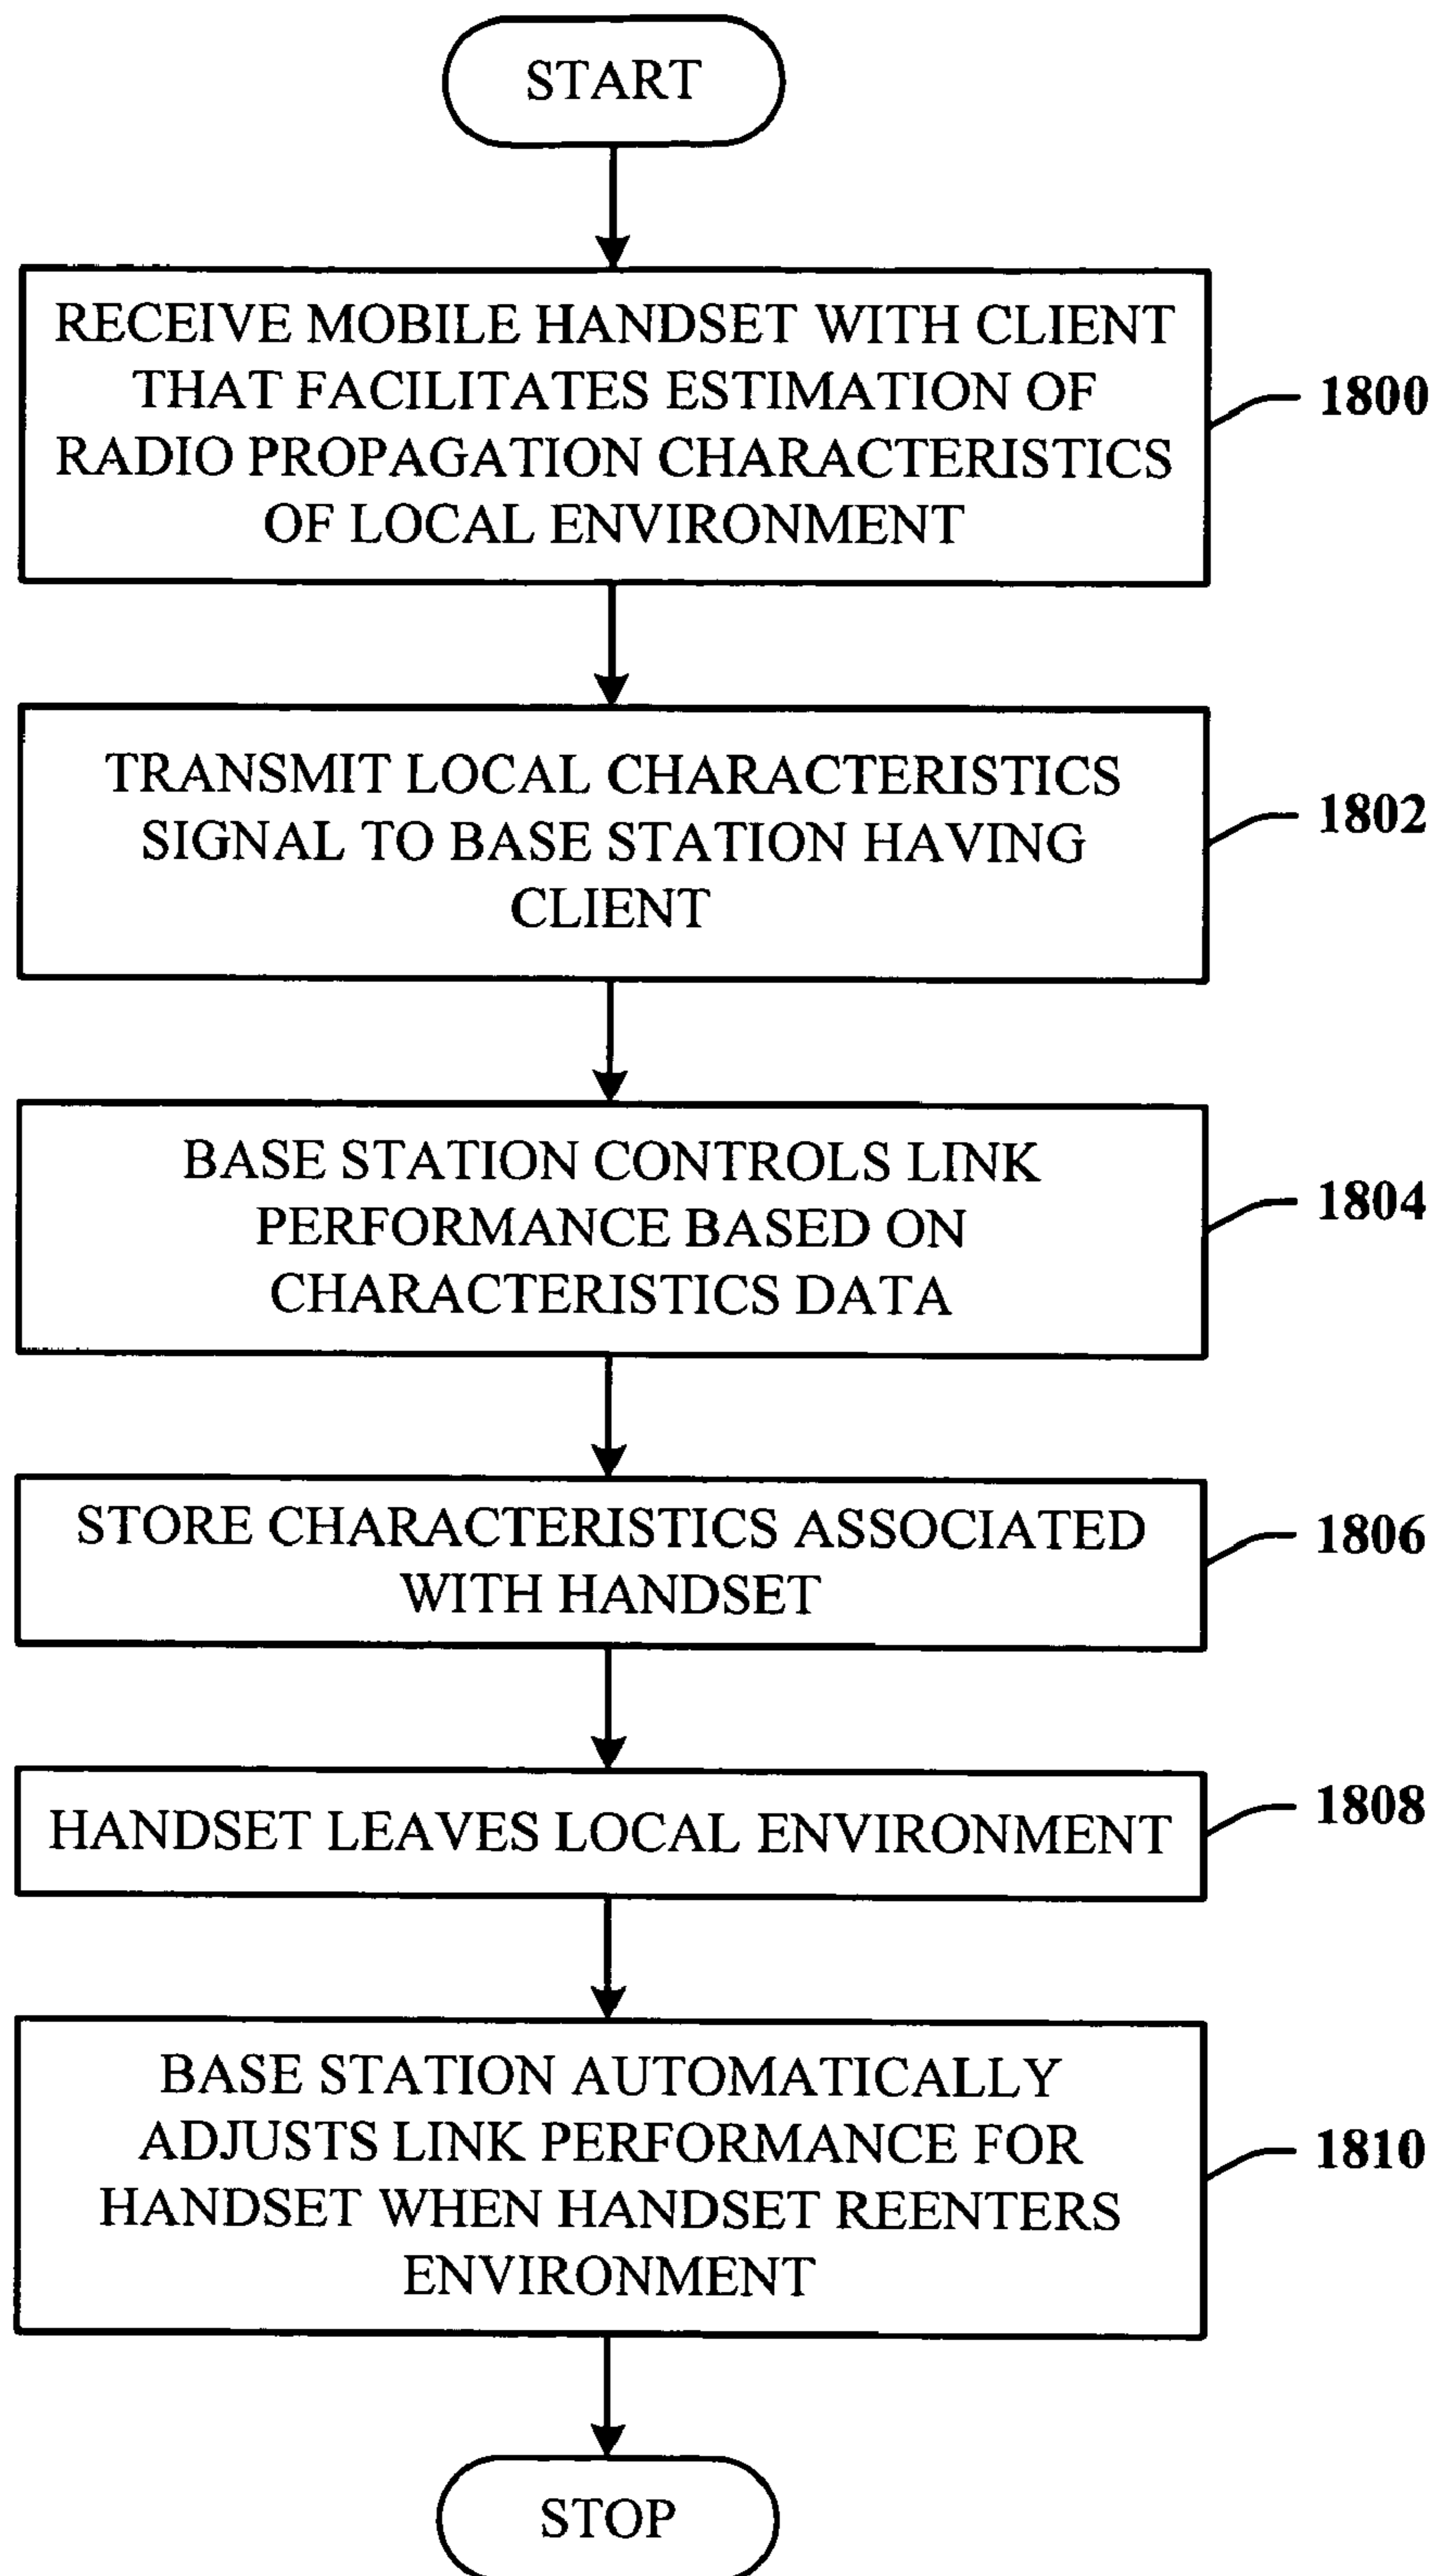 START
RECEIVE MOBILE HANDSET WITH CLIENT
THAT FACILITATES ESTIMATION OF
RADIO PROPAGATION CHARACTERISTICS
OF LOCAL ENVIRONMENT
1800
TRANSMIT LOCAL CHARACTERISTICS
SIGNAL TO BASE STATION HAVING
CLIENT
1802
BASE STATION CONTROLS LINK
PERFORMANCE BASED ON
CHARACTERISTICS DATA
1804
STORE CHARACTERISTICS ASSOCIATED
WITH HANDSET
1806
HANDSET LEAVES LOCAL ENVIRONMENT
1808
BASE STATION AUTOMATICALLY
ADJUSTS LINK PERFORMANCE FOR
HANDSET WHEN HANDSET REENTERS
ENVIRONMENT
1810
STOP